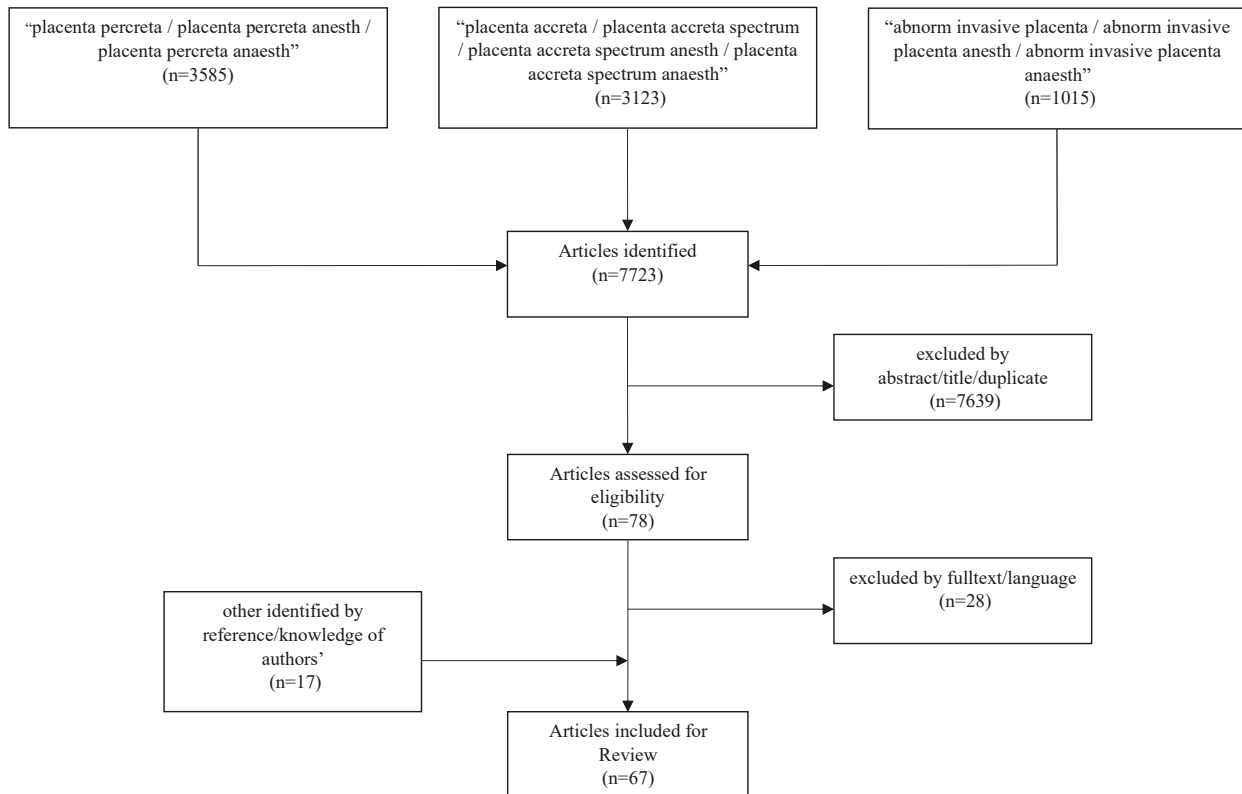 “placenta percreta / placenta percreta anesth /
placenta percreta anaesth”
(n=3585)
“placenta accreta / placenta accreta spectrum
/ placenta accreta spectrum anesth / placenta
accreta spectrum anaesth”
(n=3123)
“abnorm invasive placenta / abnorm invasive
placenta anesth / abnorm invasive placenta
anaesth”
(n=1015)
Articles identified
(n=7723)
excluded by
abstract/title/duplicate
(n=7639)
Articles assessed for
eligibility
(n=78)
excluded by fulltext/language
(n=28)
other identified by
reference/knowledge of
authors’
(n=17)
Articles included for
Review
(n=67)